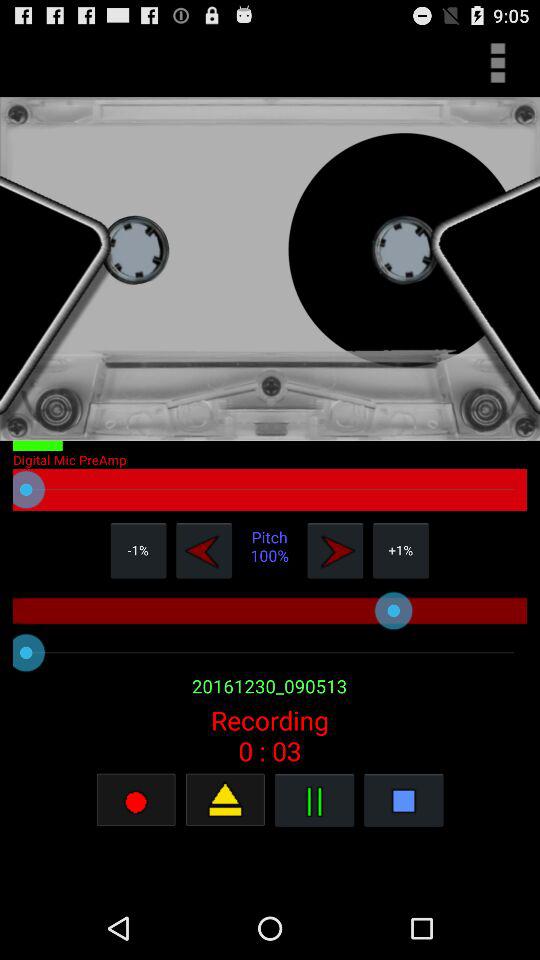 9:05
Digital Mic PreAmp
-1%
Pitch
100%
+1%
20161230_090513
Recording
0 : 03